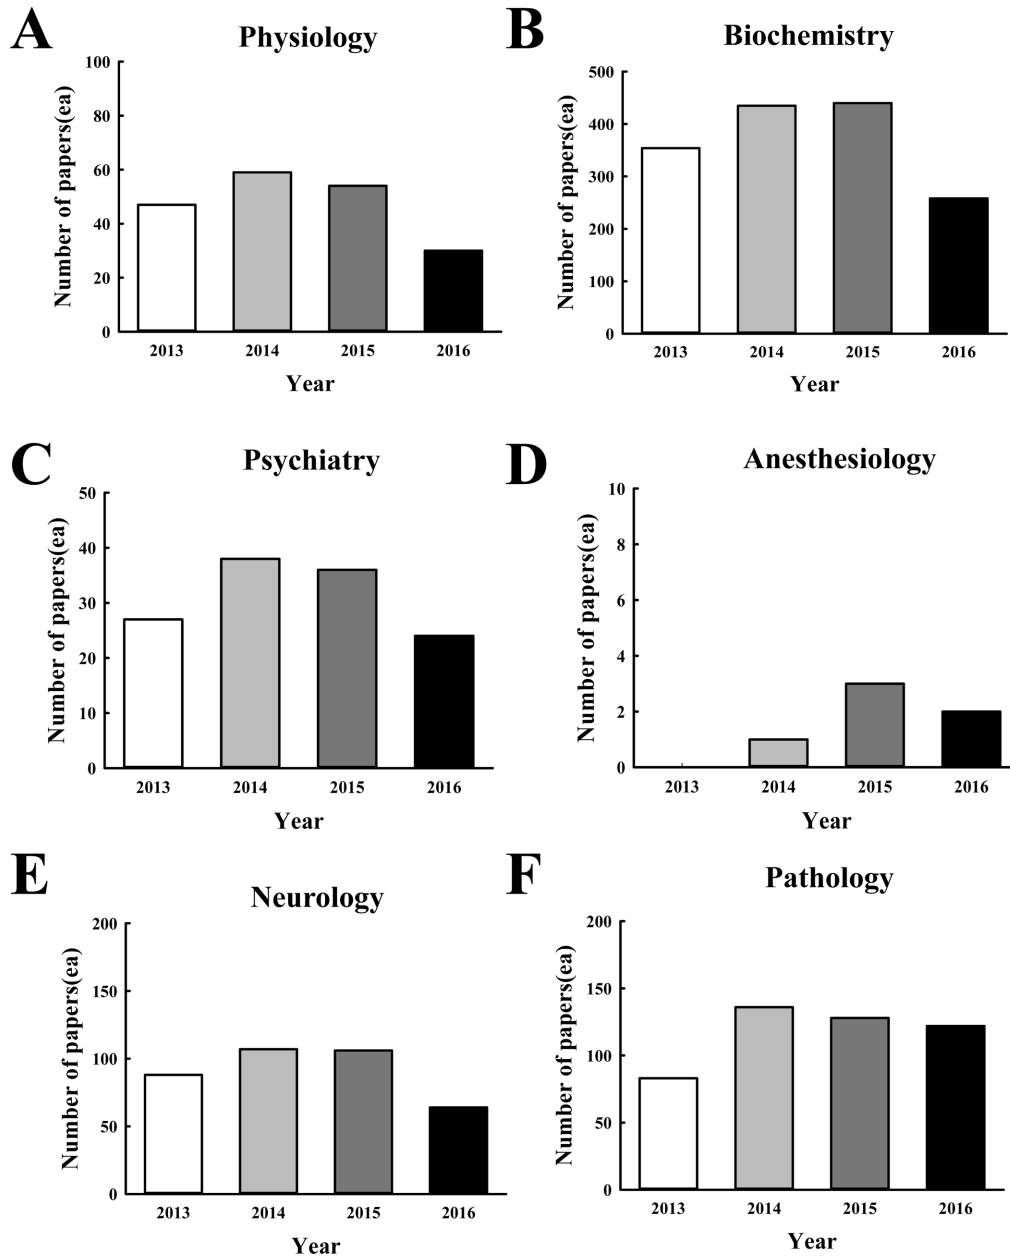 A
Physiology
Number of papers(ea)
100
80
60
40
20
0
2013 2014 2015 2016
Year
B
Biochemistry
Number of papers(ea)
500
400
300
200
100
0
2013 2014 2015 2016
Year
C
Psychiatry
Number of papers(ea)
50
40
30
20
10
0
2013 2014 2015 2016
Year
D
Anesthesiology
Number of papers(ea)
10
8
6
4
2
0
2013 2014 2015 2016
Year
E
Neurology
Number of papers(ea)
200
150
100
50
0
2013 2014 2015 2016
Year
F
Pathology
Number of papers(ea)
200
150
100
50
0
2013 2014 2015 2016
Year